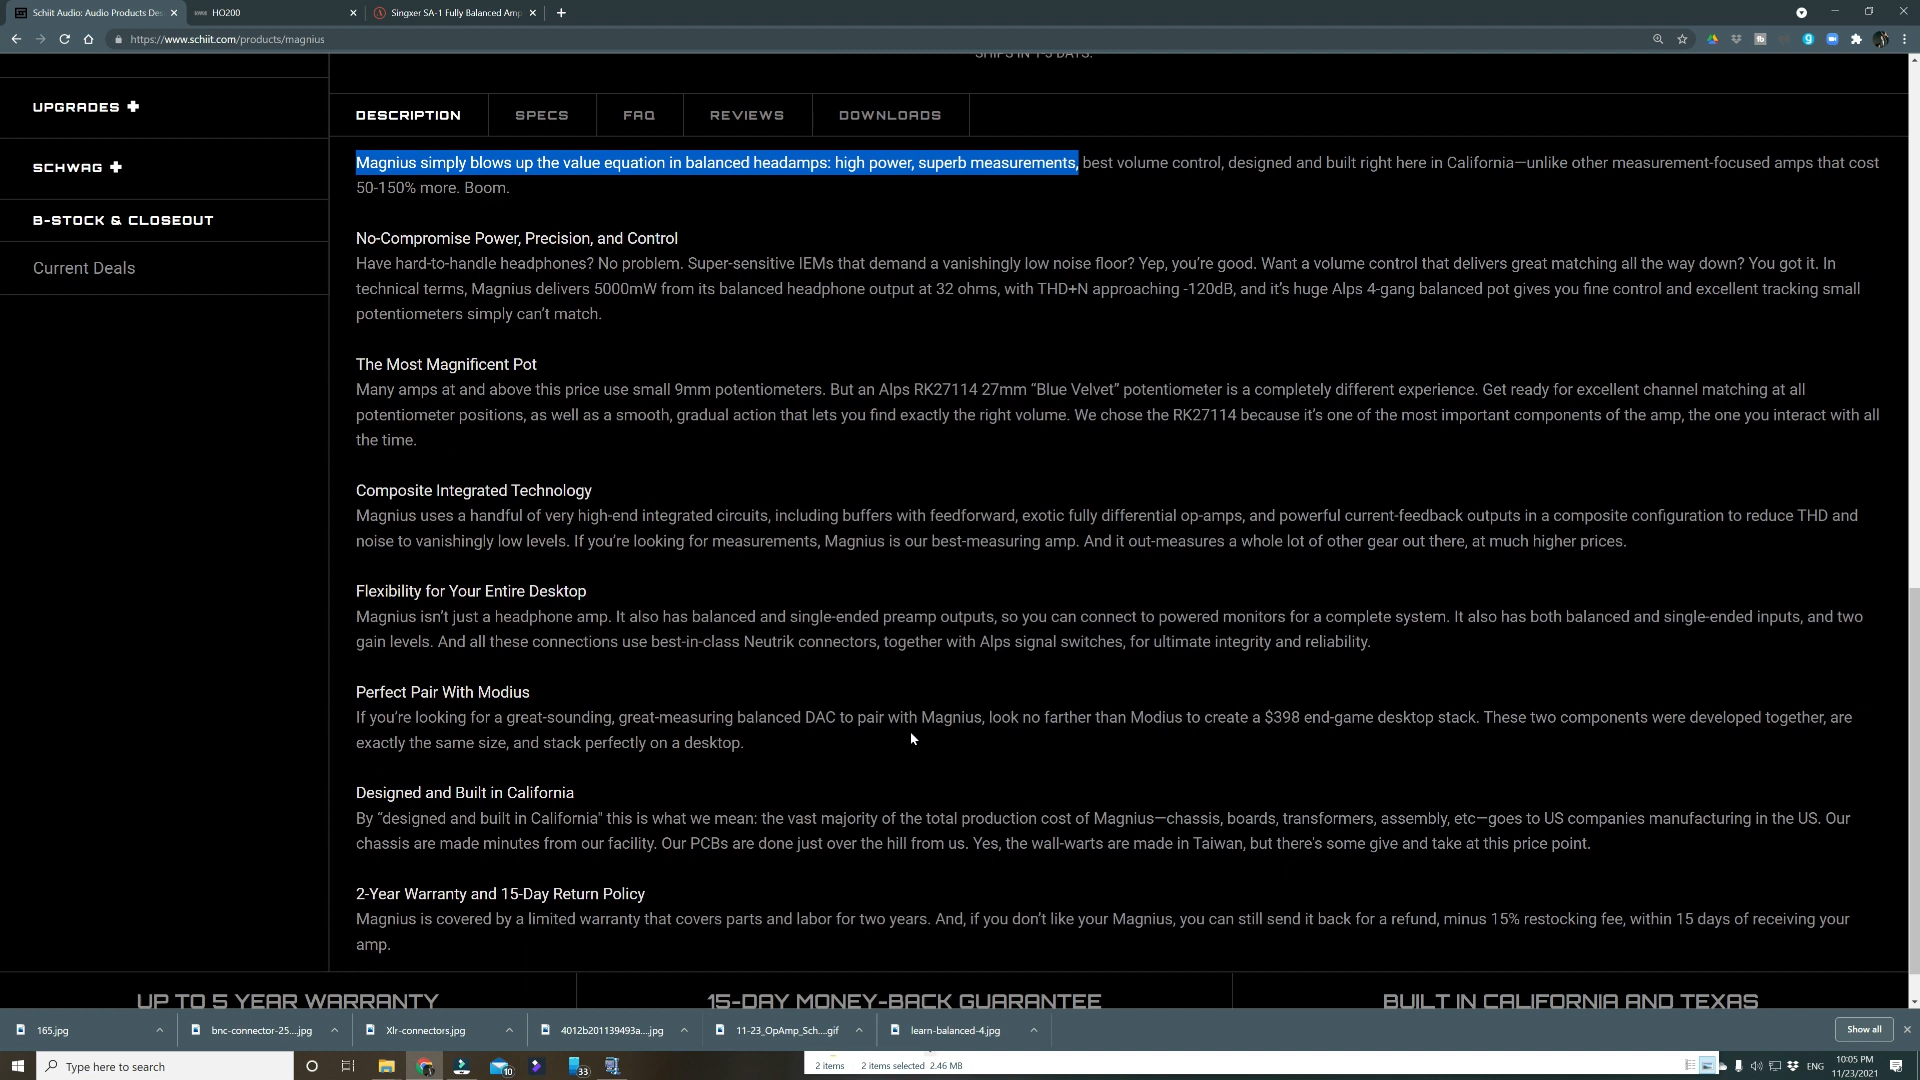 Schiit Audio: Audio Products Des
HO200
Singxer SA-1 Fully Balanced Amp
https://www.schiit.com/products/magnius
SHIPS IN 1-3 DAYS.
UPGRADES
SCHWAG
B-STOCK & CLOSEOUT
Current Deals
DESCRIPTION
SPECS
FAQ
REVIEWS
DOWNLOADS
Magnius simply blows up the value equation in balanced headamps: high power, superb measurements, best volume control, designed and built right here in California—unlike other measurement-focused amps that cost
50-150% more. Boom.
No-Compromise Power, Precision, and Control
Have hard-to-handle headphones? No problem. Super-sensitive IEMs that demand a vanishingly low noise floor? Yep, you’re good. Want a volume control that delivers great matching all the way down? You got it. In
technical terms, Magnius delivers 5000mW from its balanced headphone output at 32 ohms, with THD+N approaching -120dB, and it’s huge Alps 4-gang balanced pot gives you fine control and excellent tracking small
potentiometers simply can’t match.
The Most Magnificent Pot
Many amps at and above this price use small 9mm potentiometers. But an Alps RK27114 27mm “Blue Velvet” potentiometer is a completely different experience. Get ready for excellent channel matching at all
potentiometer positions, as well as a smooth, gradual action that lets you find exactly the right volume. We chose the RK27114 because it’s one of the most important components of the amp, the one you interact with all
the time.
Composite Integrated Technology
Magnius uses a handful of very high-end integrated circuits, including buffers with feedforward, exotic fully differential op-amps, and powerful current-feedback outputs in a composite configuration to reduce THD and
noise to vanishingly low levels. If you’re looking for measurements, Magnius is our best-measuring amp. And it out-measures a whole lot of other gear out there, at much higher prices.
Flexibility for Your Entire Desktop
Magnius isn’t just a headphone amp. It also has balanced and single-ended preamp outputs, so you can connect to powered monitors for a complete system. It also has both balanced and single-ended inputs, and two
gain levels. And all these connections use best-in-class Neutrik connectors, together with Alps signal switches, for ultimate integrity and reliability.
Perfect Pair With Modius
If you’re looking for a great-sounding, great-measuring balanced DAC to pair with Magnius, look no farther than Modius to create a $398 end-game desktop stack. These two components were developed together, are
exactly the same size, and stack perfectly on a desktop.
Designed and Built in California
By “designed and built in California" this is what we mean: the vast majority of the total production cost of Magnius—chassis, boards, transformers, assembly, etc—goes to US companies manufacturing in the US. Our
chassis are made minutes from our facility. Our PCBs are done just over the hill from us. Yes, the wall-warts are made in Taiwan, but there's some give and take at this price point.
2-Year Warranty and 15-Day Return Policy
Magnius is covered by a limited warranty that covers parts and labor for two years. And, if you don’t like your Magnius, you can still send it back for a refund, minus 15% restocking fee, within 15 days of receiving your
amp.
UP TO 5 YEAR WARRANTY
15-DAY MONEY-BACK GUARANTEE
BUILT IN CALIFORNIA AND TEXAS
165.jpg
bnc-connector-25....jpg
Xlr-connectors.jpg
4012b201139493a....jpg
11-23_OpAmp_Sch....gif
learn-balanced-4.jpg
Show all
Type here to search
10
33
2 items
2 items selected 2.46 MB
ENG
10:05 PM
11/23/2021